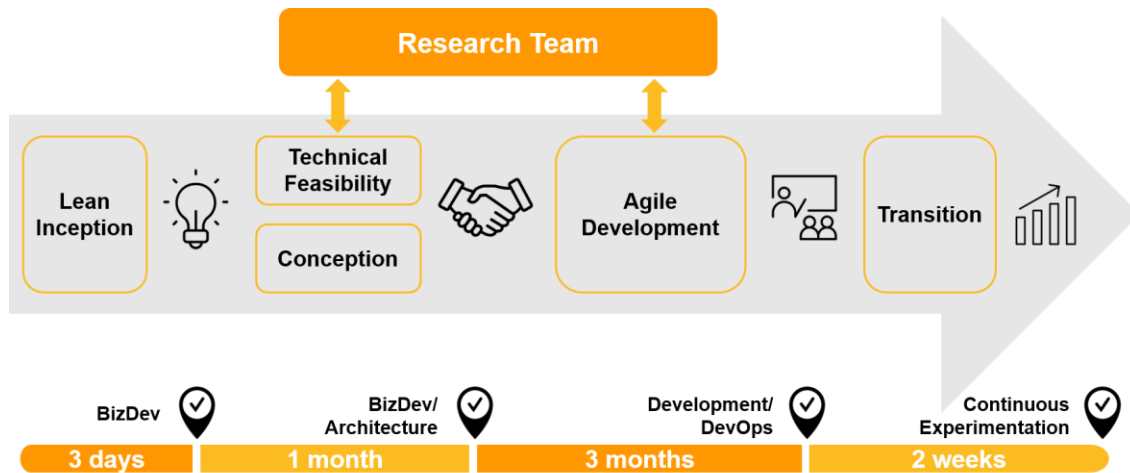 Research Team
Lean
Inception
Technical
Feasibility
Conception
Agile
Development
Transition
BizDev
BizDev/
Architecture
Development/
DevOps
Continuous
Experimentation
3 days
1 month
3 months
2 weeks